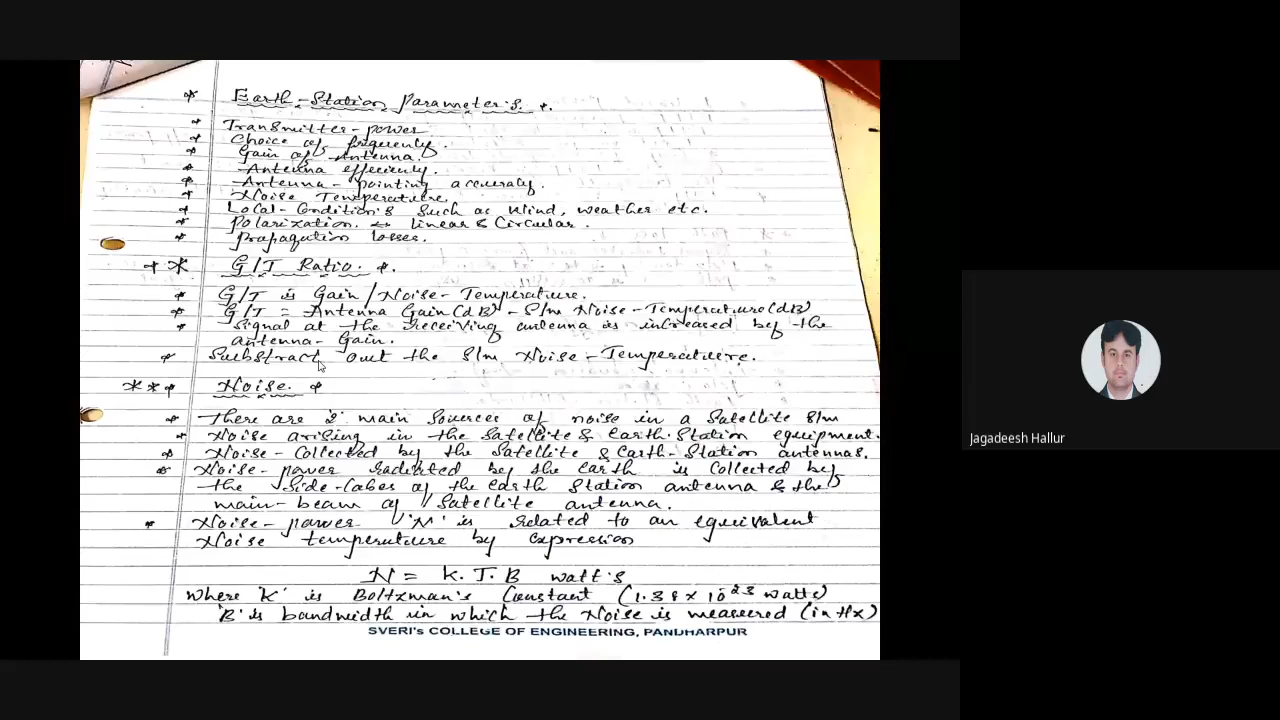 * Earth-Station Parameters. *.
* Transmitter-power
* Choice of frequency.
* Gain of Antenna.
* Antenna efficiency.
* Antenna-pointing accuracy.
* Noise Temperature.
* Local-Conditions Such as Wind, weather etc.
* Polarization ↔ linear & Circular.
* Propagation losses.
+* G/T Ratio. *.
* G/T is Gain/Noise-Temperature.
* G/T = Antenna Gain(dB) - S/m Noise-Temperature(dB)
* Signal at the receiving antenna is increased by the
antenna-Gain.
* Substract out the S/m Noise-Temperature.
*** Noise. *
* There are 2 main Sources of noise in a Satellite S/m
* Noise arising in the Satellite & Earth-Station equipment.
* Noise-Collected by the Satellite & Earth-Station antennas.
* Noise-power radiated by the Earth is Collected by
the Side-Lobes of the earth Station antenna & the
main-beam of Satellite antenna.
* Noise-power 'N' is related to an equivalent
Noise temperature by expression
N = K.T.B watt's
where 'K' is Boltzman's Constant (1.38 x 10^23 watts)
'B' is bandwidth in which the Noise is measured (in Hz)
SVERI's COLLEGE OF ENGINEERING, PANDHARPUR
Jagadeesh Hallur